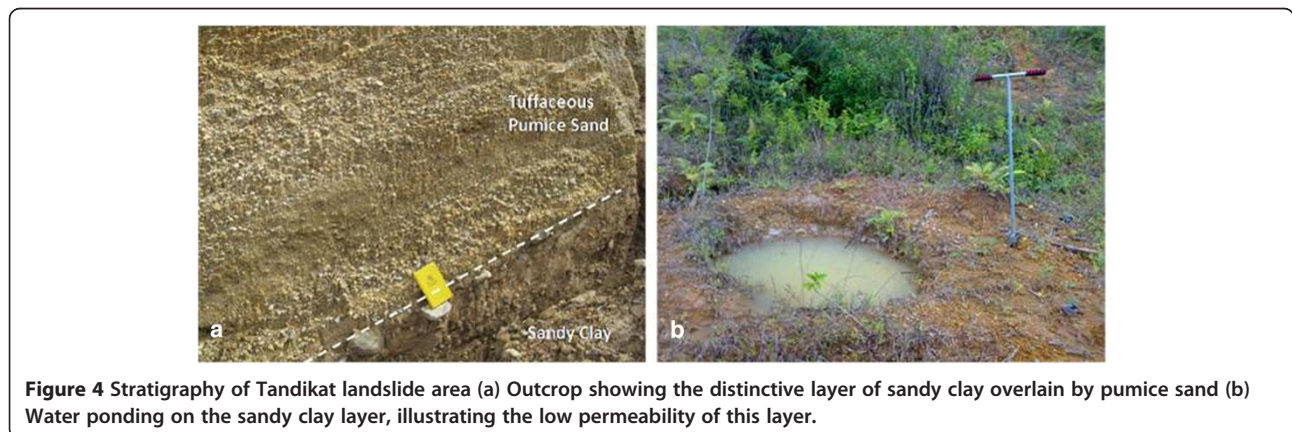 Tuffaceous
Pumice Sand
Sandy Clay
a
b
Figure 4 Stratigraphy of Tandikat landslide area (a) Outcrop showing the distinctive layer of sandy clay overlain by pumice sand (b)
Water ponding on the sandy clay layer, illustrating the low permeability of this layer.